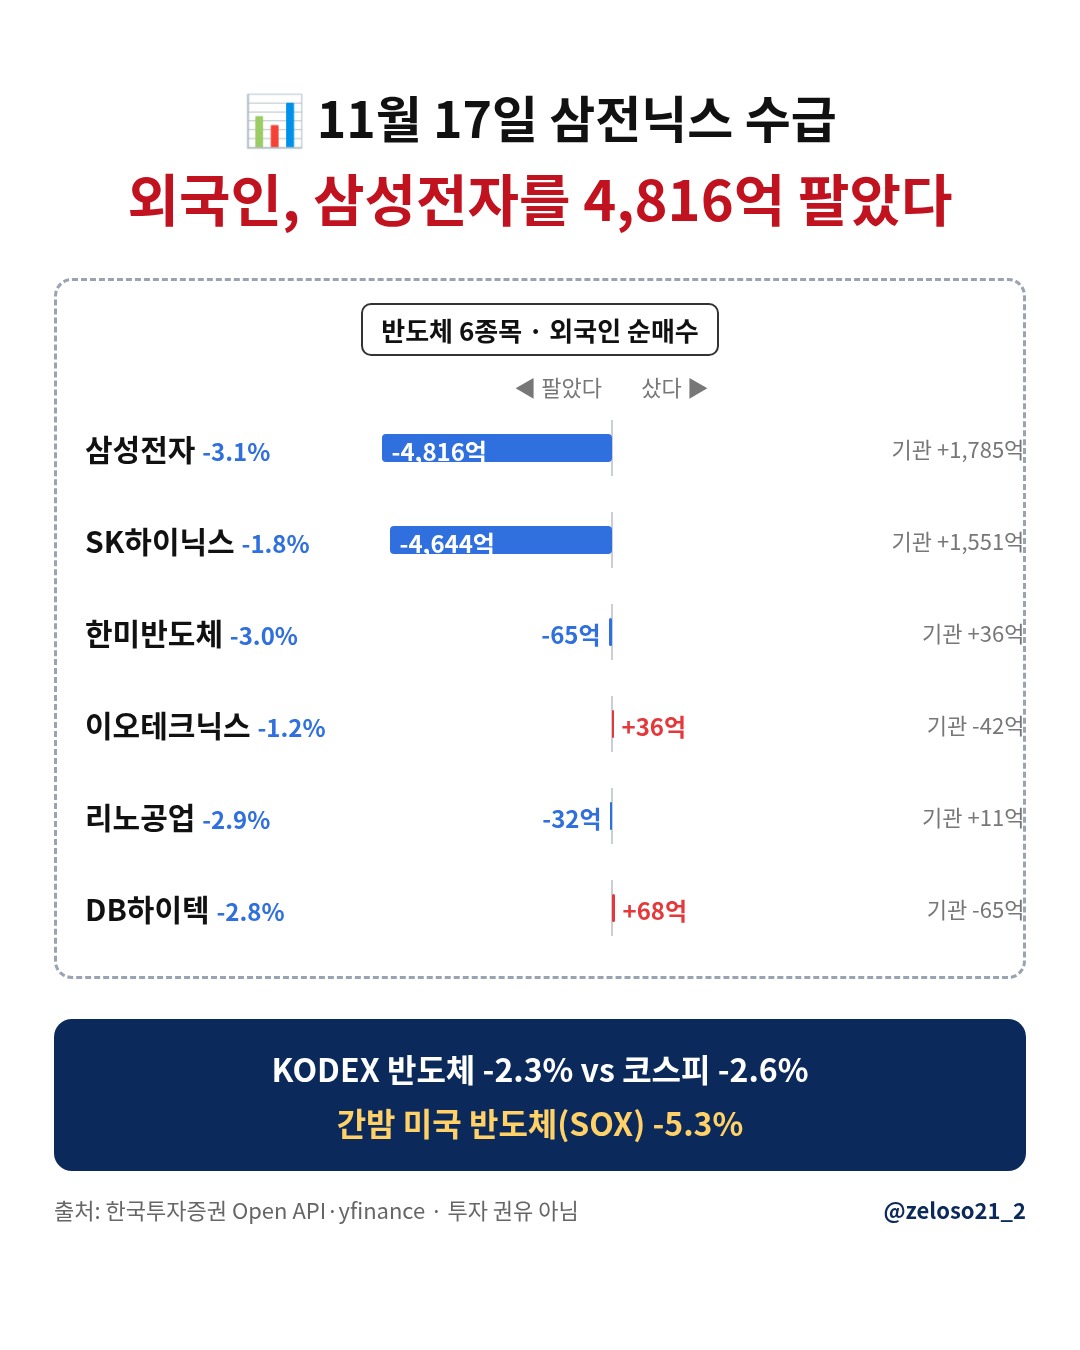 📊 11월 17일 삼전닉스 수급
외국인, 삼성전자를 4,816억 팔았다
반도체 6종목 · 외국인 순매수
◀ 팔았다 샀다 ▶
삼성전자 -3.1% -4,816억 기관 +1,785억
SK하이닉스 -1.8% -4,644억 기관 +1,551억
한미반도체 -3.0% -65억 기관 +36억
이오테크닉스 -1.2% +36억 기관 -42억
리노공업 -2.9% -32억 기관 +11억
DB하이텍 -2.8% +68억 기관 -65억
KODEX 반도체 -2.3% vs 코스피 -2.6%
간밤 미국 반도체(SOX) -5.3%
출처: 한국투자증권 Open API·yfinance · 투자 권유 아님 @zeloso21_2